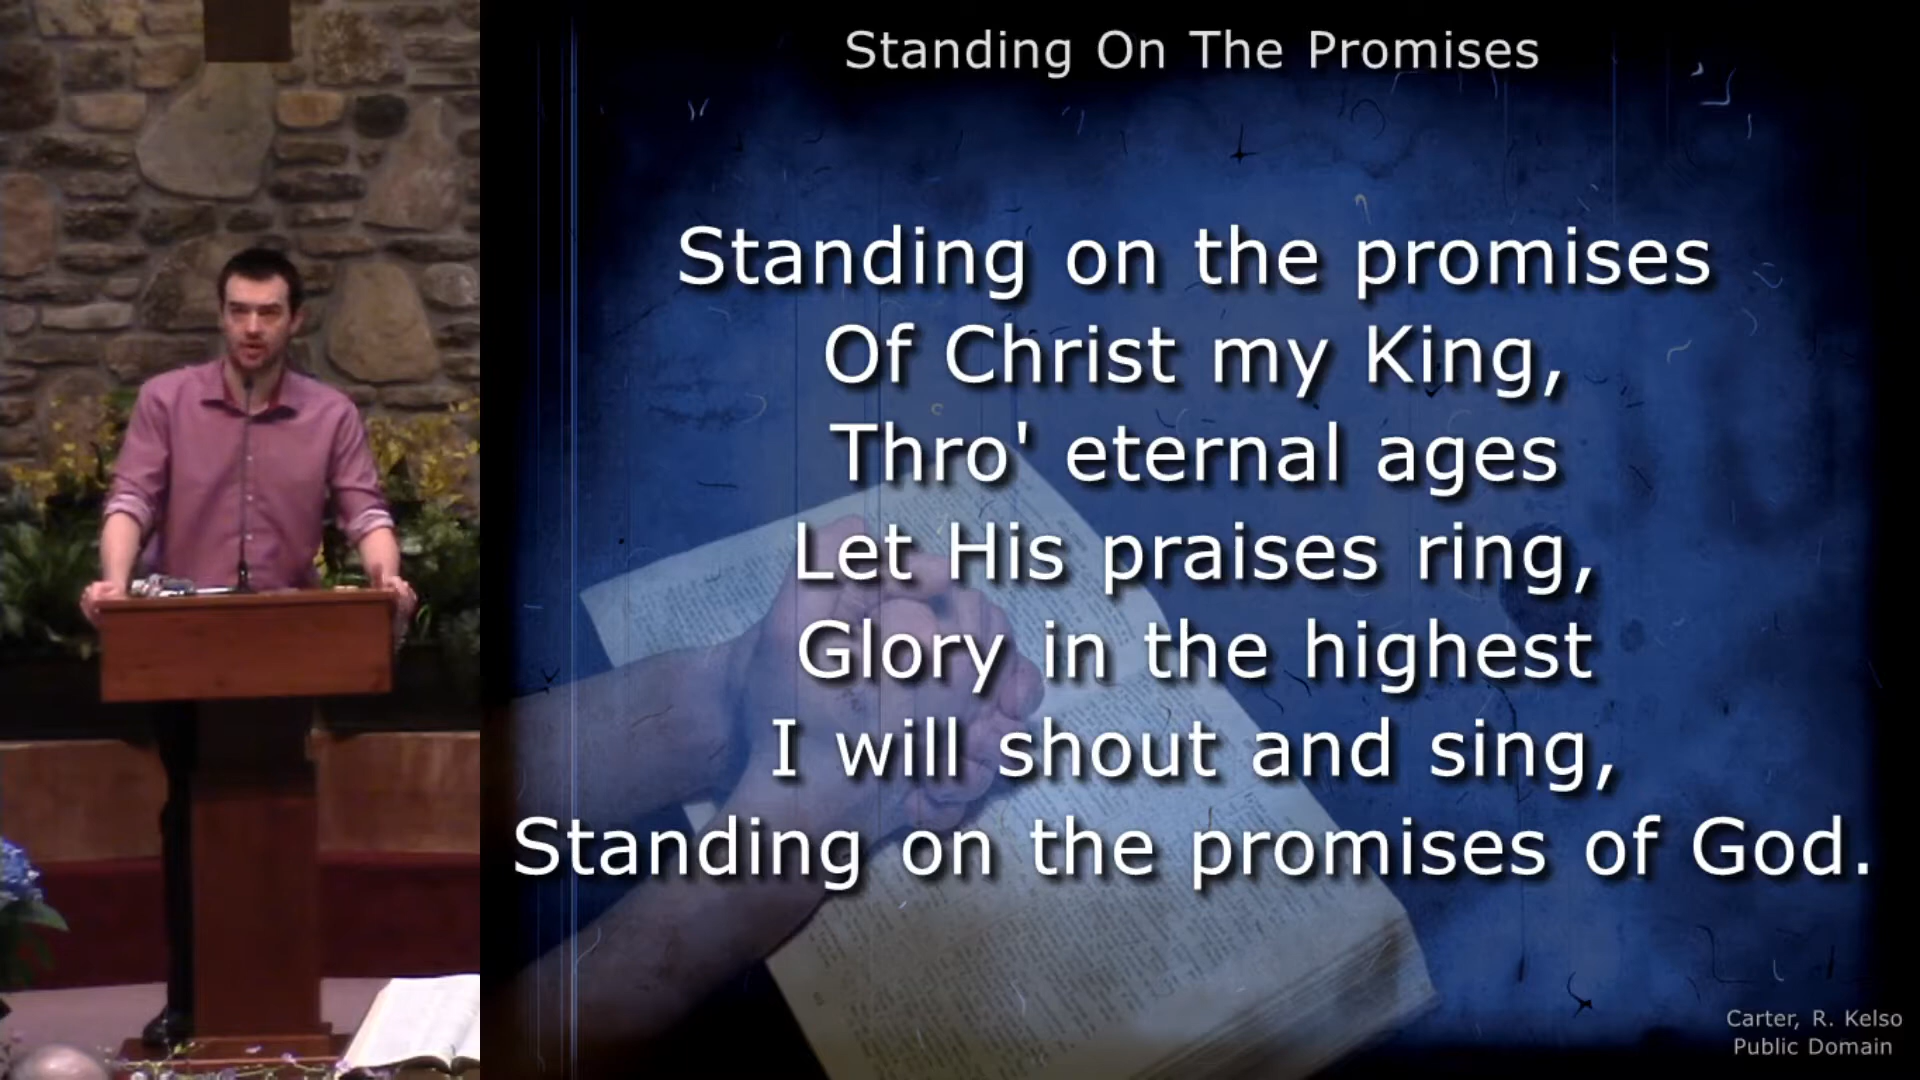 Standing On The Promises
Standing on the promises
Of Christ my King,
Thro' eternal ages
Let His praises ring,
Glory in the highest
I will shout and sing,
Standing on the promises of God.
Carter, R. Kelso
Public Domain